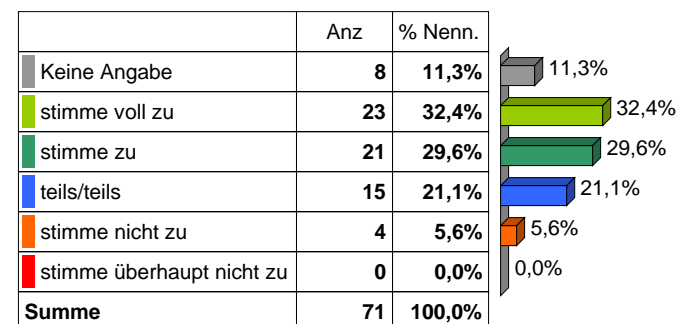 Anz % Nenn.
Keine Angabe 8 11,3% 11,3%
stimme voll zu 23 32,4% 32,4%
stimme zu 21 29,6% 29,6%
teils/teils 15 21,1% 21,1%
stimme nicht zu 4 5,6% 5,6%
stimme überhaupt nicht zu 0 0,0% 0,0%
Summe 71 100,0%